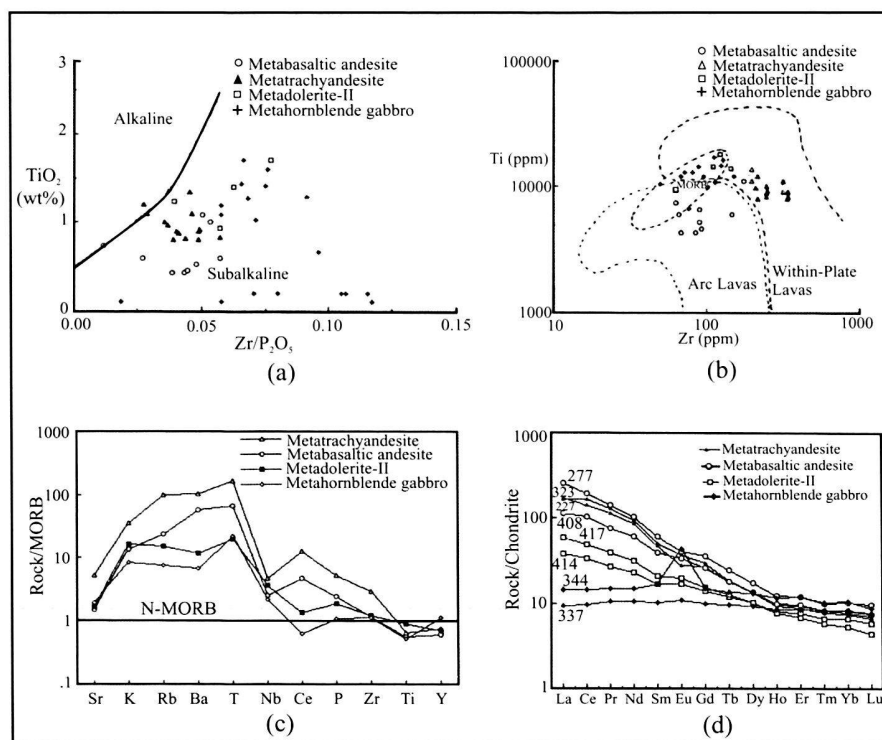 3
2
TiO₂
(wt%)
1
0
0.00
0.05
0.10
0.15
Zr/P₂O₅
Metabasaltic andesite
Metatrachyandesite
Metadolerite-II
Metahornblende gabbro
Alkaline
Subalkaline
(a)
100000
Ti (ppm)
10000
1000
10
100
1000
Zr (ppm)
Metabasaltic andesite
Metatrachyandesite
Metadolerite-II
Metahornblende gabbro
MORB
Arc Lavas
Within-Plate
Lavas
(b)
1000
100
10
1
.1
Rock/MORB
Metatrachyandesite
Metabasaltic andesite
Metadolerite-II
Metahornblende gabbro
N-MORB
Sr K Rb Ba T Nb Ce P Zr Ti Y
(c)
1000
100
10
1
Rock/Chondrite
Metatrachyandesite
Metabasaltic andesite
Metadolerite-II
Metahornblende gabbro
277
323
227
408
417
414
344
337
La Ce Pr Nd Sm Eu Gd Tb Dy Ho Er Tm Yb Lu
(d)